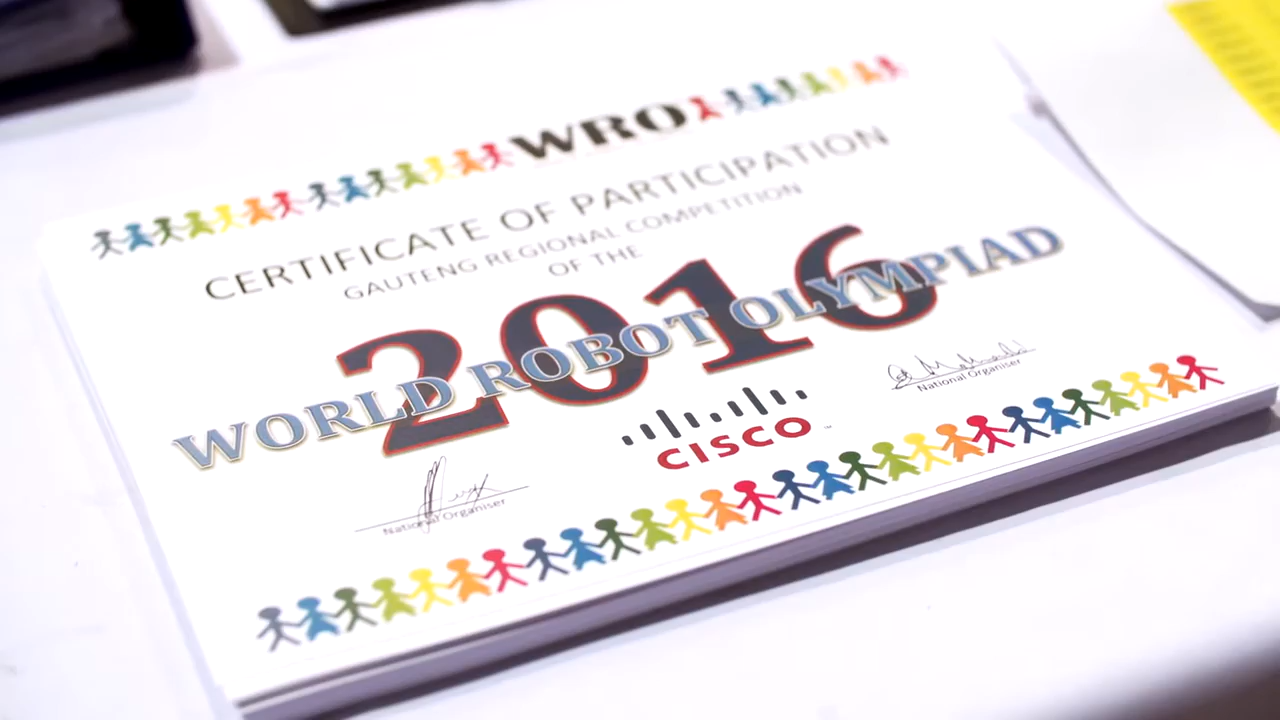 WRO
CERTIFICATE OF PARTICIPATION
GAUTENG REGIONAL COMPETITION
OF THE
2016
WORLD ROBOT OLYMPIAD
National Organiser
CISCO
National Organiser